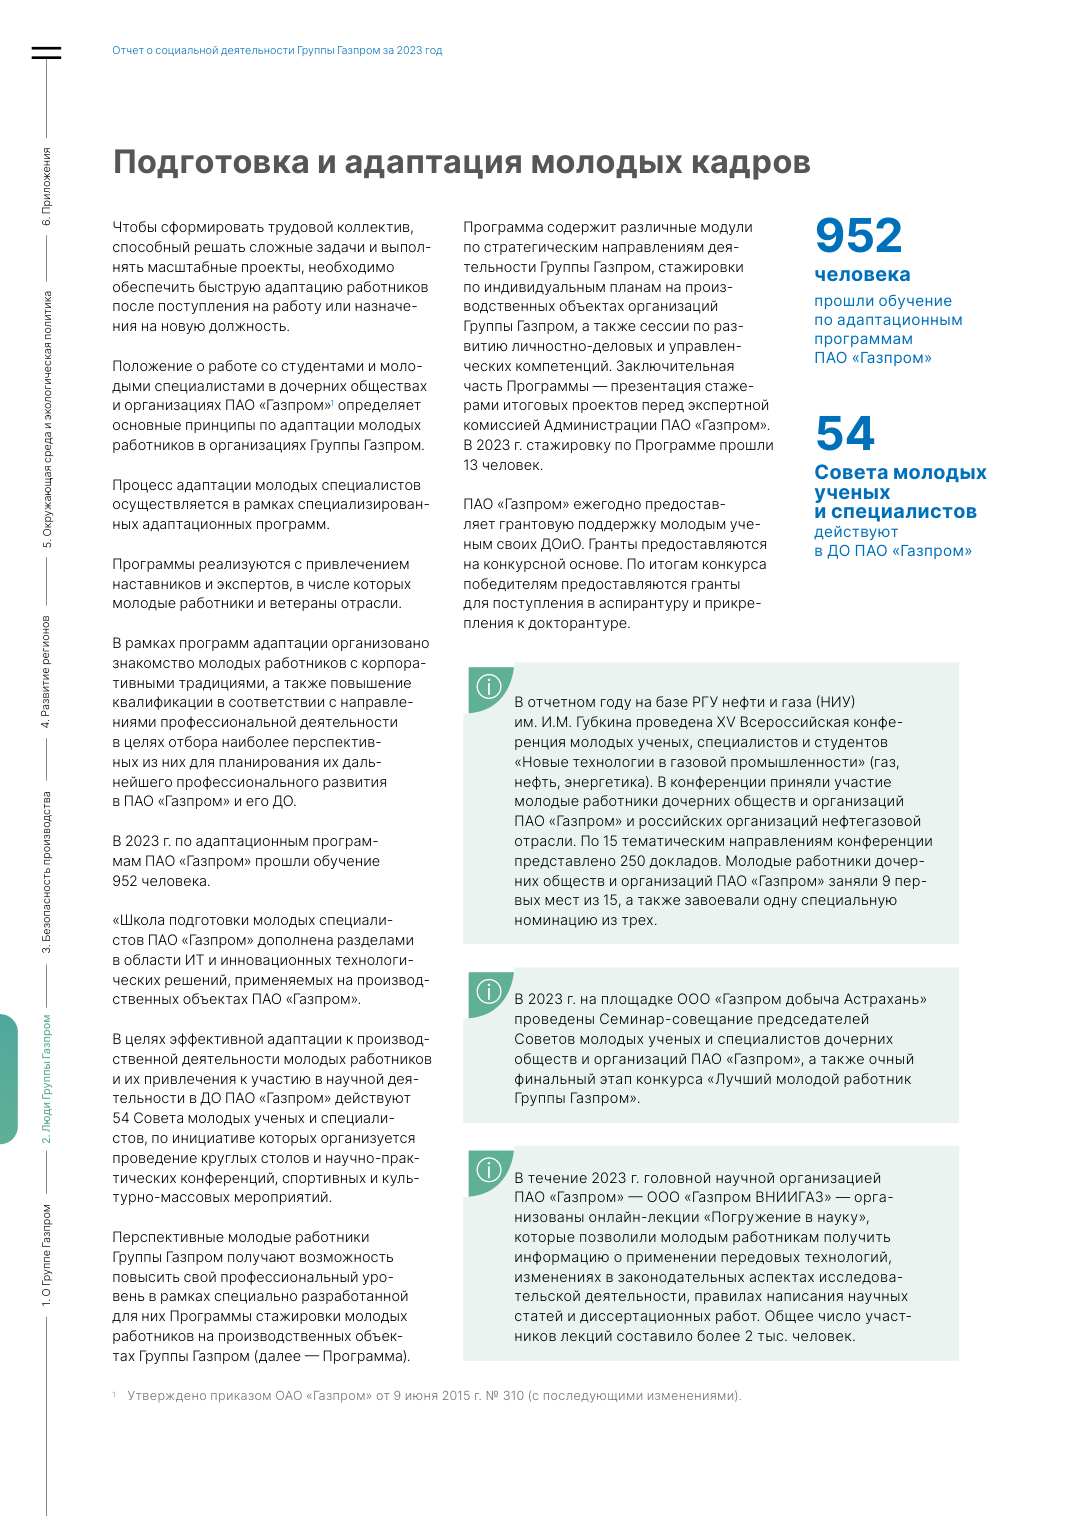 Отчет о социальной деятельности Группы Газпром за 2023 год
Подготовка и адаптация молодых кадров
Чтобы сформировать трудовой коллектив,
способный решать сложные задачи и выпол-
нять масштабные проекты, необходимо
обеспечить быструю адаптацию работников
после поступления на работу или назначе-
ния на новую должность.
Положение о работе со студентами и моло-
дыми специалистами в дочерних обществах
и организациях ПАО «Газпром»¹ определяет
основные принципы по адаптации молодых
работников в организациях Группы Газпром.
Процесс адаптации молодых специалистов
осуществляется в рамках специализирован-
ных адаптационных программ.
Программы реализуются с привлечением
наставников и экспертов, в числе которых
молодые работники и ветераны отрасли.
В рамках программ адаптации организовано
знакомство молодых работников с корпора-
тивными традициями, а также повышение
квалификации в соответствии с направле-
ниями профессиональной деятельности
в целях отбора наиболее перспектив-
ных из них для планирования их даль-
нейшего профессионального развития
в ПАО «Газпром» и его ДО.
В 2023 г. по адаптационным програм-
мам ПАО «Газпром» прошли обучение
952 человека.
«Школа подготовки молодых специали-
стов ПАО «Газпром» дополнена разделами
в области ИТ и инновационных технологи-
ческих решений, применяемых на производ-
ственных объектах ПАО «Газпром».
В целях эффективной адаптации к производ-
ственной деятельности молодых работников
и их привлечения к участию в научной дея-
тельности в ДО ПАО «Газпром» действуют
54 Совета молодых ученых и специали-
стов, по инициативе которых организуется
проведение круглых столов и научно-прак-
тических конференций, спортивных и куль-
турно-массовых мероприятий.
Перспективные молодые работники
Группы Газпром получают возможность
повысить свой профессиональный уро-
вень в рамках специально разработанной
для них Программы стажировки молодых
работников на производственных объек-
тах Группы Газпром (далее — Программа).
Программа содержит различные модули
по стратегическим направлениям дея-
тельности Группы Газпром, стажировки
по индивидуальным планам на произ-
водственных объектах организаций
Группы Газпром, а также сессии по раз-
витию личностно-деловых и управлен-
ческих компетенций. Заключительная
часть Программы — презентация стаже-
рами итоговых проектов перед экспертной
комиссией Администрации ПАО «Газпром».
В 2023 г. стажировку по Программе прошли
13 человек.
ПАО «Газпром» ежегодно предостав-
ляет грантовую поддержку молодым уче-
ным своих ДОиО. Гранты предоставляются
на конкурсной основе. По итогам конкурса
победителям предоставляются гранты
для поступления в аспирантуру и прикре-
пления к докторантуре.
952
человека
прошли обучение
по адаптационным
программам
ПАО «Газпром»
54
Совета молодых
ученых
и специалистов
действуют
в ДО ПАО «Газпром»
В отчетном году на базе РГУ нефти и газа (НИУ)
им. И.М. Губкина проведена XV Всероссийская конфе-
ренция молодых ученых, специалистов и студентов
«Новые технологии в газовой промышленности» (газ,
нефть, энергетика). В конференции приняли участие
молодые работники дочерних обществ и организаций
ПАО «Газпром» и российских организаций нефтегазовой
отрасли. По 15 тематическим направлениям конференции
представлено 250 докладов. Молодые работники дочер-
них обществ и организаций ПАО «Газпром» заняли 9 пер-
вых мест из 15, а также завоевали одну специальную
номинацию из трех.
В 2023 г. на площадке ООО «Газпром добыча Астрахань»
проведены Семинар-совещание председателей
Советов молодых ученых и специалистов дочерних
обществ и организаций ПАО «Газпром», а также очный
финальный этап конкурса «Лучший молодой работник
Группы Газпром».
В течение 2023 г. головной научной организацией
ПАО «Газпром» — ООО «Газпром ВНИИГАЗ» — орга-
низованы онлайн-лекции «Погружение в науку»,
которые позволили молодым работникам получить
информацию о применении передовых технологий,
изменениях в законодательных аспектах исследова-
тельской деятельности, правилах написания научных
статей и диссертационных работ. Общее число участ-
ников лекций составило более 2 тыс. человек.
¹ Утверждено приказом ОАО «Газпром» от 9 июня 2015 г. № 310 (с последующими изменениями).
6. Приложения
5. Окружающая среда и экологическая политика
4. Развитие регионов
3. Безопасность производства
2. Люди Группы Газпром
1. О Группе Газпром